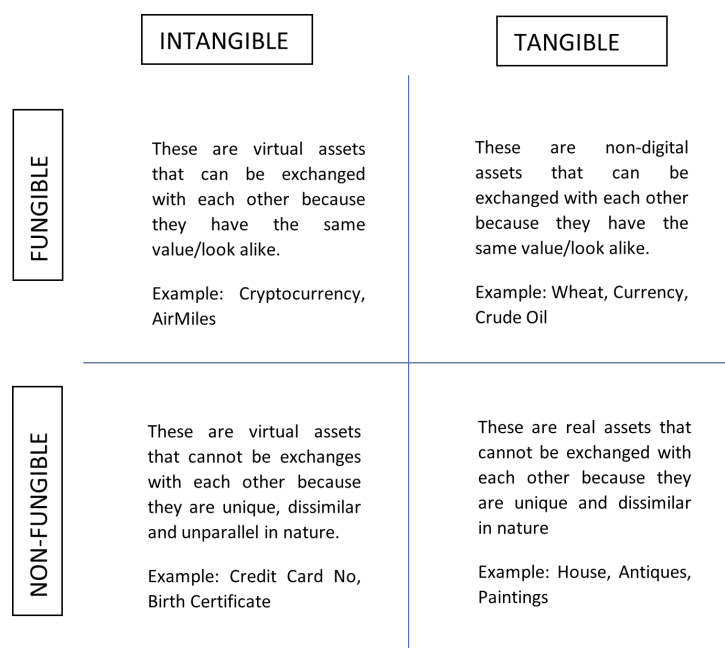 INTANGIBLE
TANGIBLE
FUNGIBLE
These are virtual assets
that can be exchanged
with each other because
they have the same
value/look alike.
Example: Cryptocurrency,
AirMiles
These are non-digital
assets that can be
exchanged with each other
because they have the
same value/look alike.
Example: Wheat, Currency,
Crude Oil
NON-FUNGIBLE
These are virtual assets
that cannot be exchanges
with each other because
they are unique, dissimilar
and unparallel in nature.
Example: Credit Card No,
Birth Certificate
These are real assets that
cannot be exchanged with
each other because they
are unique and dissimilar
in nature
Example: House, Antiques,
Paintings